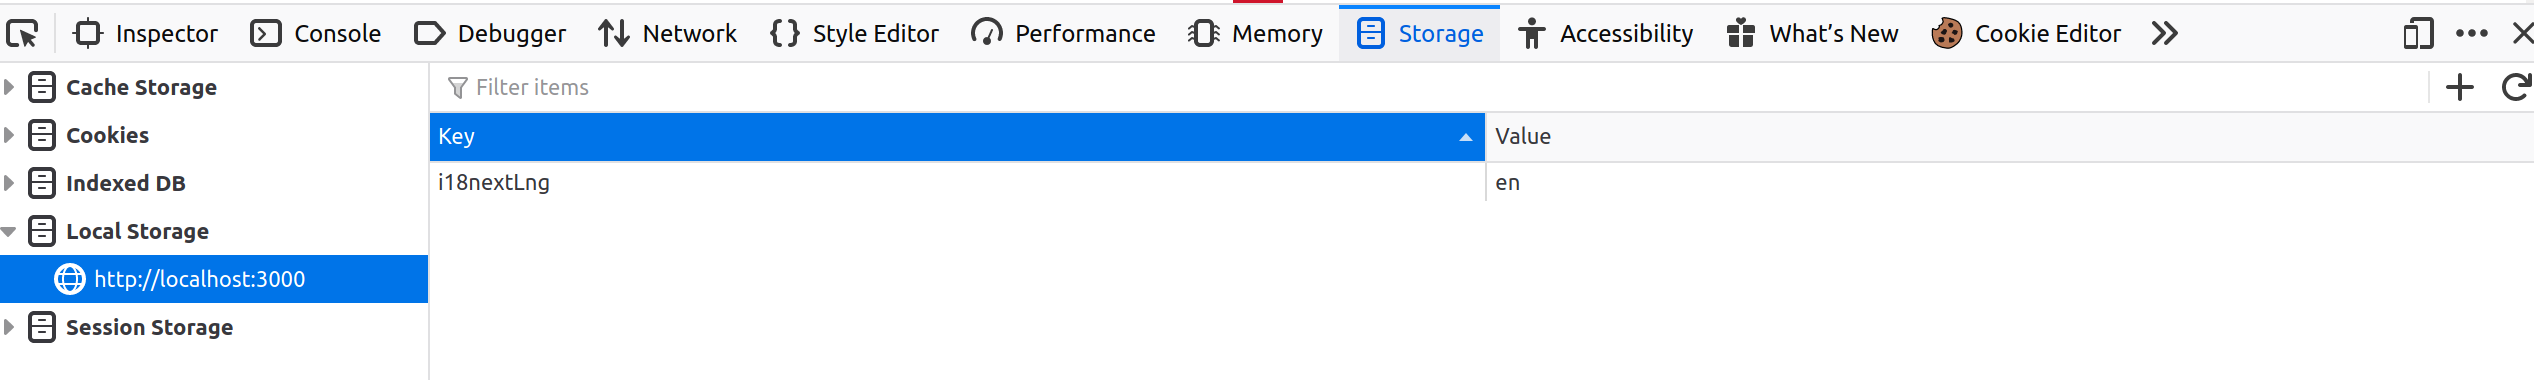 Inspector Console Debugger Network Style Editor Performance Memory Storage Accessibility What’s New Cookie Editor
Cache Storage
Filter items
Cookies
Key Value
Indexed DB
i18nextLng en
Local Storage
http://localhost:3000
Session Storage